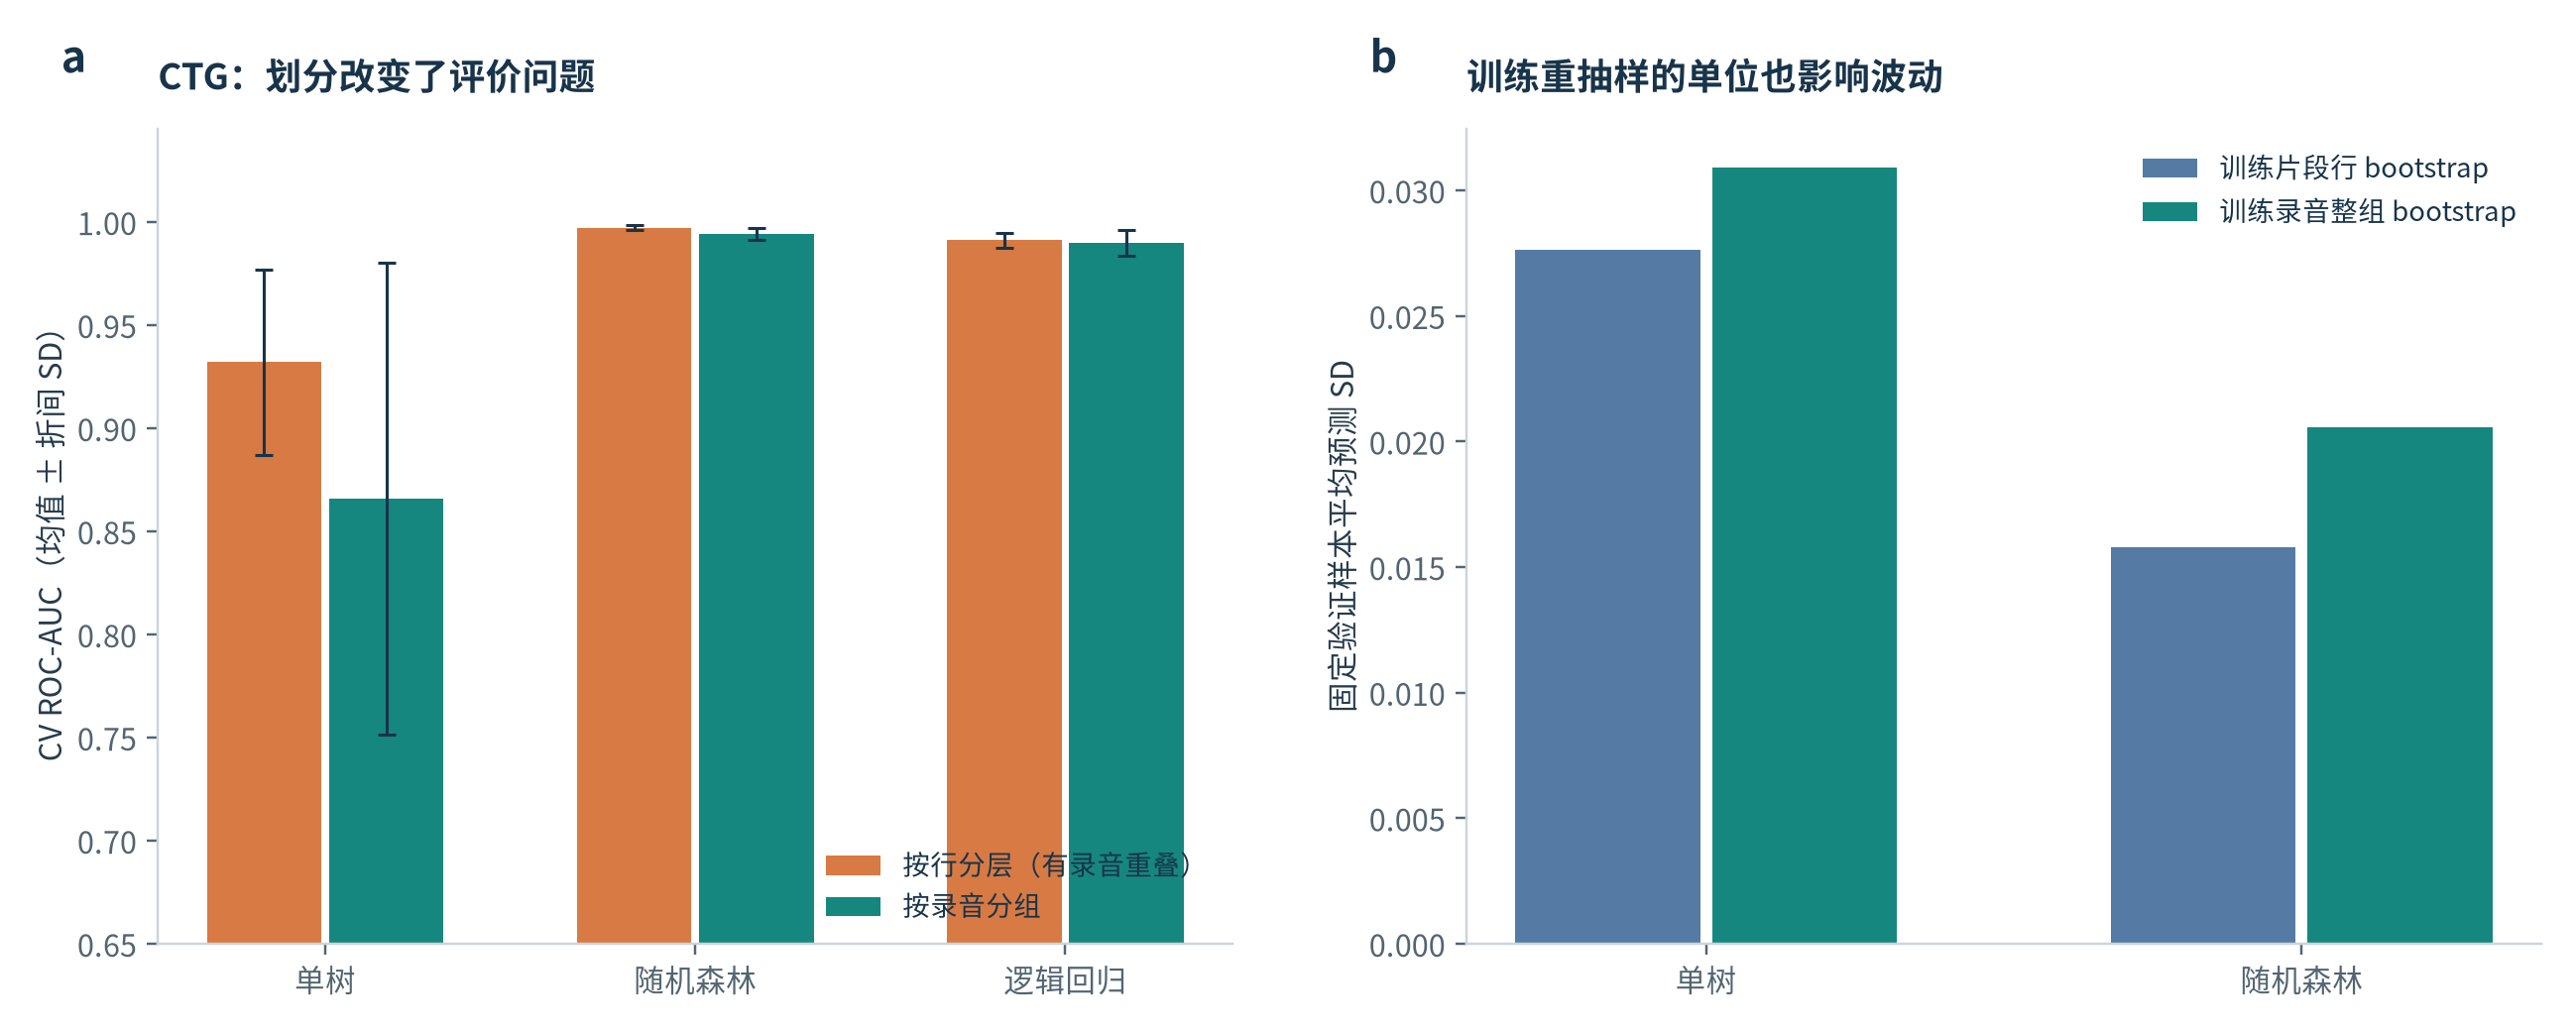 a
CTG：划分改变了评价问题
CV ROC-AUC（均值 ± 折间 SD）
1.00
0.95
0.90
0.85
0.80
0.75
0.70
0.65
按行分层（有录音重叠）
按录音分组
单树
随机森林
逻辑回归
b
训练重抽样的单位也影响波动
固定验证样本平均预测 SD
0.030
0.025
0.020
0.015
0.010
0.005
0.000
训练片段行 bootstrap
训练录音整组 bootstrap
单树
随机森林